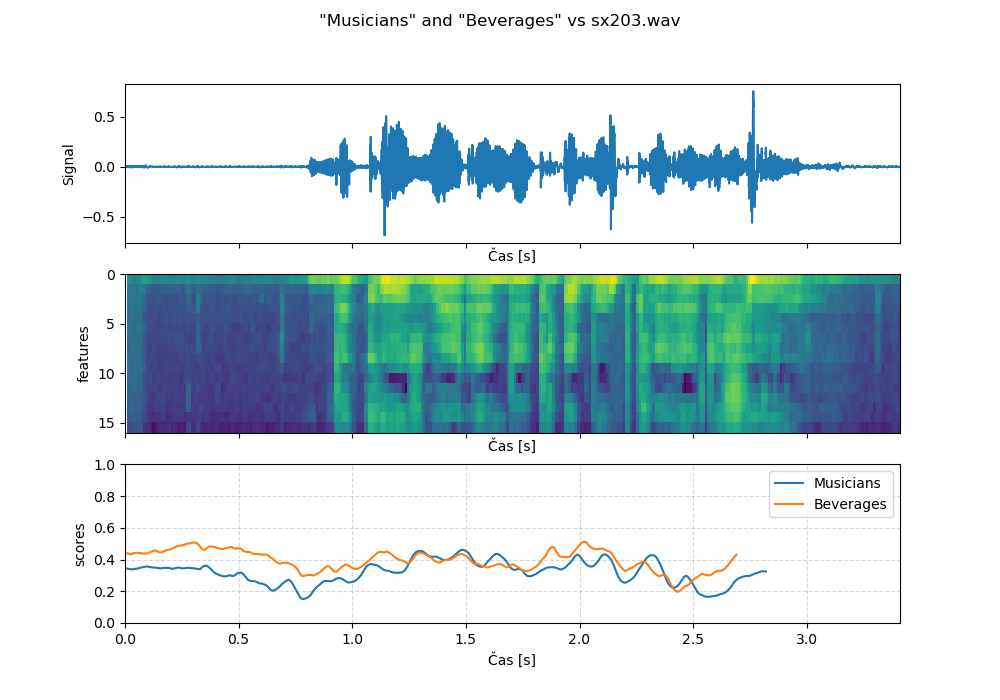 "Musicians" and "Beverages" vs sx203.wav
Signal
0.5
0.0
−0.5
Čas [s]
features
0
5
10
15
Čas [s]
scores
1.0
0.8
0.6
0.4
0.2
0.0
Musicians
Beverages
0.0 0.5 1.0 1.5 2.0 2.5 3.0
Čas [s]